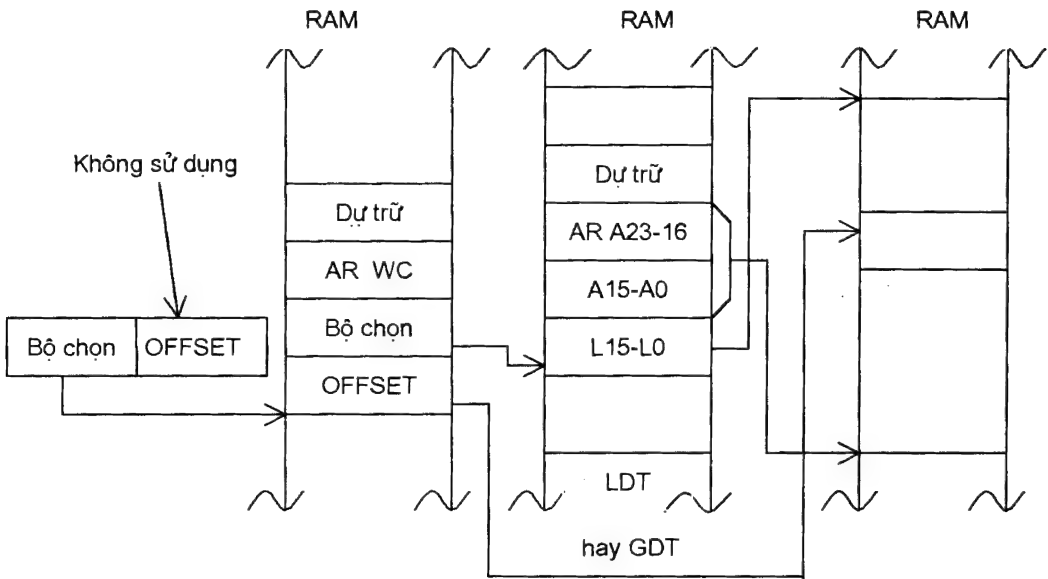 RAM
RAM
RAM
Không sử dụng
Dự trữ
AR WC
Bộ chọn
OFFSET
Bộ chọn
OFFSET
Dự trữ
AR A23-16
A15-A0
L15-L0
LDT
hay GDT